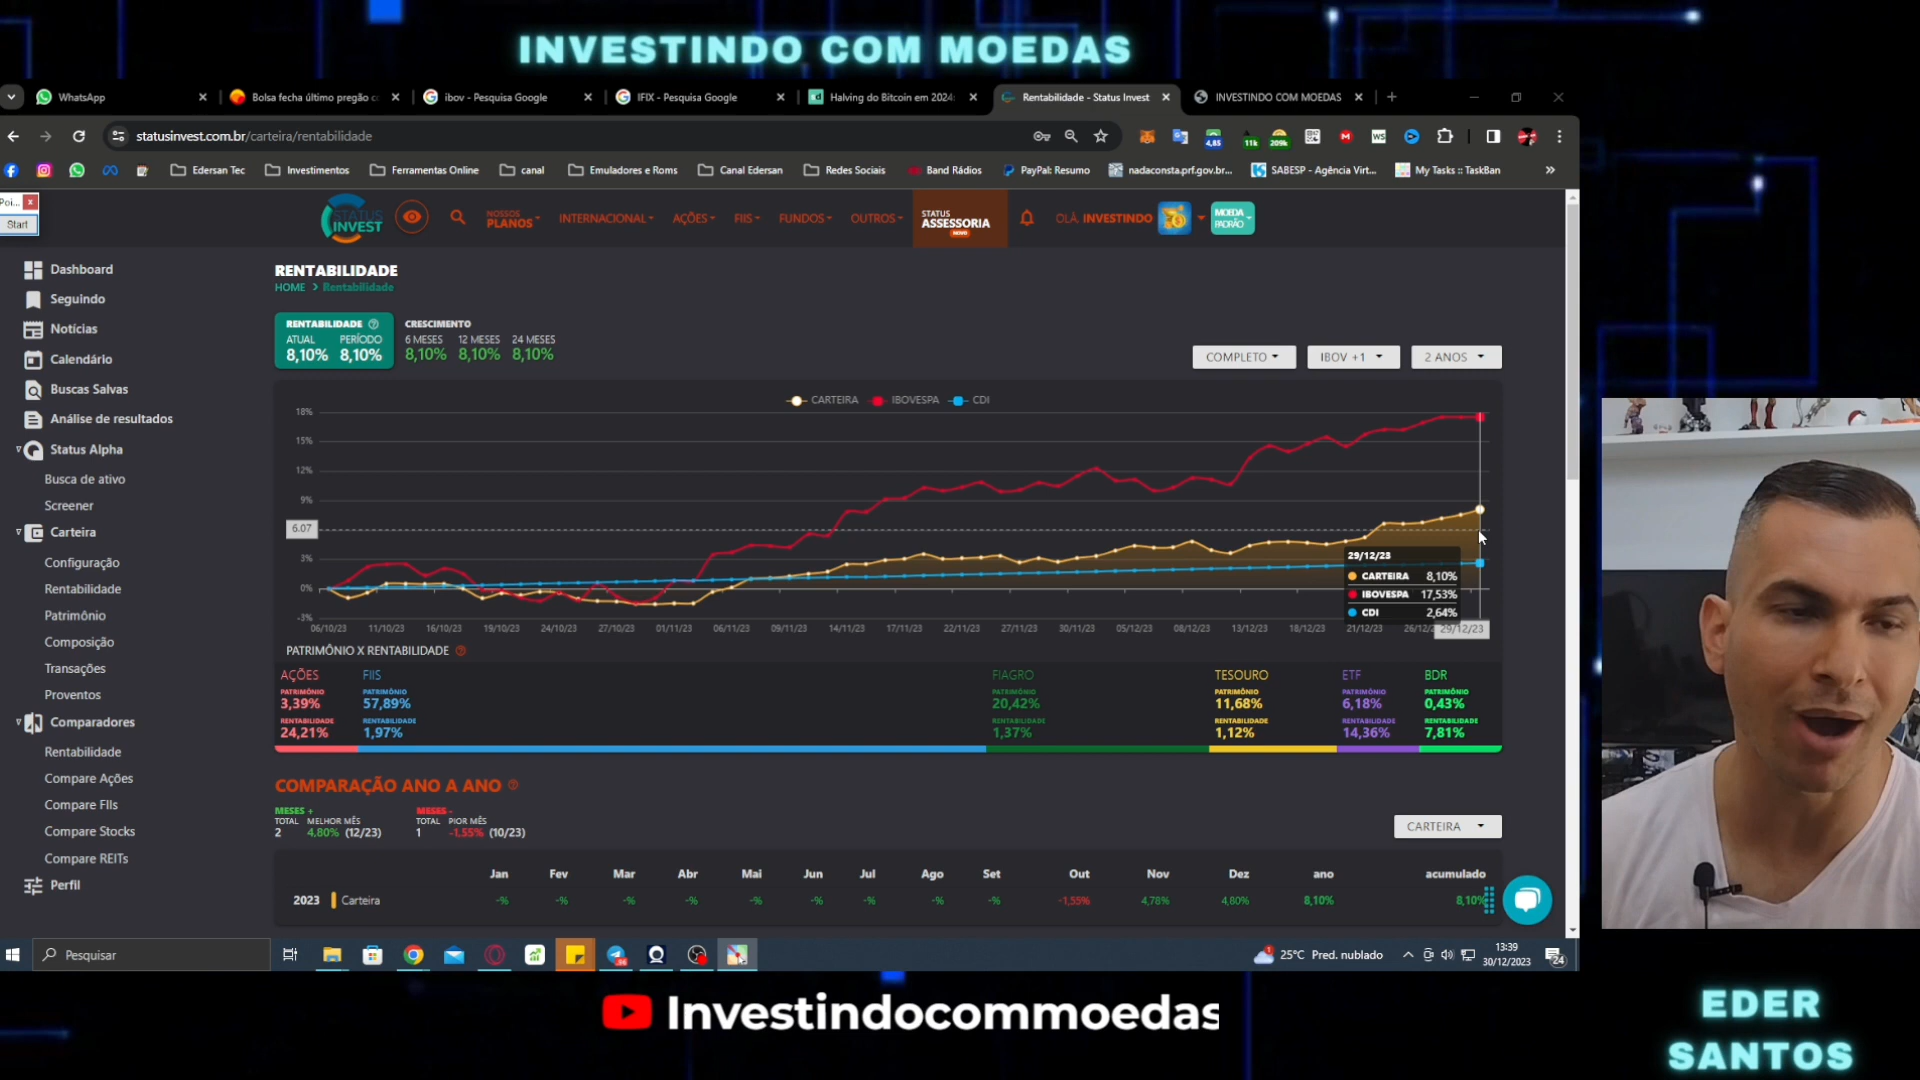 INVESTINDO COM MOEDAS
WhatsApp
Bolsa fecha último pregão c
ibov - Pesquisa Google
IFIX - Pesquisa Google
Halving do Bitcoin em 2024:
Rentabilidade - Status Invest
INVESTINDO COM MOEDAS
statusinvest.com.br/carteira/rentabilidade
4,85
11k
209k
WS
Edersan Tec
Investimentos
Ferramentas Online
canal
Emuladores e Roms
Canal Edersan
Redes Sociais
Band Rádios
PayPal: Resumo
nadaconsta.prf.gov.br...
SABESP - Agência Virt...
My Tasks :: TaskBan
Poi...
Start
STATUS INVEST
NOSSOS PLANOS
INTERNACIONAL
AÇÕES
FIIS
FUNDOS
OUTROS
STATUS ASSESSORIA
NOVO
OLÁ, INVESTINDO
MOEDA PADRÃO
Dashboard
Seguindo
Notícias
Calendário
Buscas Salvas
Análise de resultados
Status Alpha
Busca de ativo
Screener
Carteira
Configuração
Rentabilidade
Patrimônio
Composição
Transações
Proventos
Comparadores
Rentabilidade
Compare Ações
Compare FIIs
Compare Stocks
Compare REITs
Perfil
RENTABILIDADE
HOME > Rentabilidade
RENTABILIDADE
ATUAL PERÍODO
8,10% 8,10%
CRESCIMENTO
6 MESES 12 MESES 24 MESES
8,10% 8,10% 8,10%
COMPLETO
IBOV +1
2 ANOS
CARTEIRA IBOVESPA CDI
18%
15%
12%
9%
6.07
3%
0%
-3%
29/12/23
CARTEIRA 8,10%
IBOVESPA 17,53%
CDI 2,64%
06/10/23 11/10/23 16/10/23 19/10/23 24/10/23 27/10/23 01/11/23 06/11/23 09/11/23 14/11/23 17/11/23 22/11/23 27/11/23 30/11/23 05/12/23 08/12/23 13/12/23 18/12/23 21/12/23 26/12/2 29/12/23
PATRIMÔNIO X RENTABILIDADE
AÇÕES
PATRIMÔNIO
3,39%
RENTABILIDADE
24,21%
FIIS
PATRIMÔNIO
57,89%
RENTABILIDADE
1,97%
FIAGRO
PATRIMÔNIO
20,42%
RENTABILIDADE
1,37%
TESOURO
PATRIMÔNIO
11,68%
RENTABILIDADE
1,12%
ETF
PATRIMÔNIO
6,18%
RENTABILIDADE
14,36%
BDR
PATRIMÔNIO
0,43%
RENTABILIDADE
7,81%
COMPARAÇÃO ANO A ANO
MESES +
TOTAL MELHOR MÊS
2 4,80% (12/23)
MESES -
TOTAL PIOR MÊS
1 -1,55% (10/23)
CARTEIRA
Jan Fev Mar Abr Mai Jun Jul Ago Set Out Nov Dez ano acumulado
2023 Carteira -% -% -% -% -% -% -% -% -% -1,55% 4,78% 4,80% 8,10% 8,10%
Pesquisar
25°C Pred. nublado
13:39
30/12/2023
24
Investindocommoedas
EDER
SANTOS